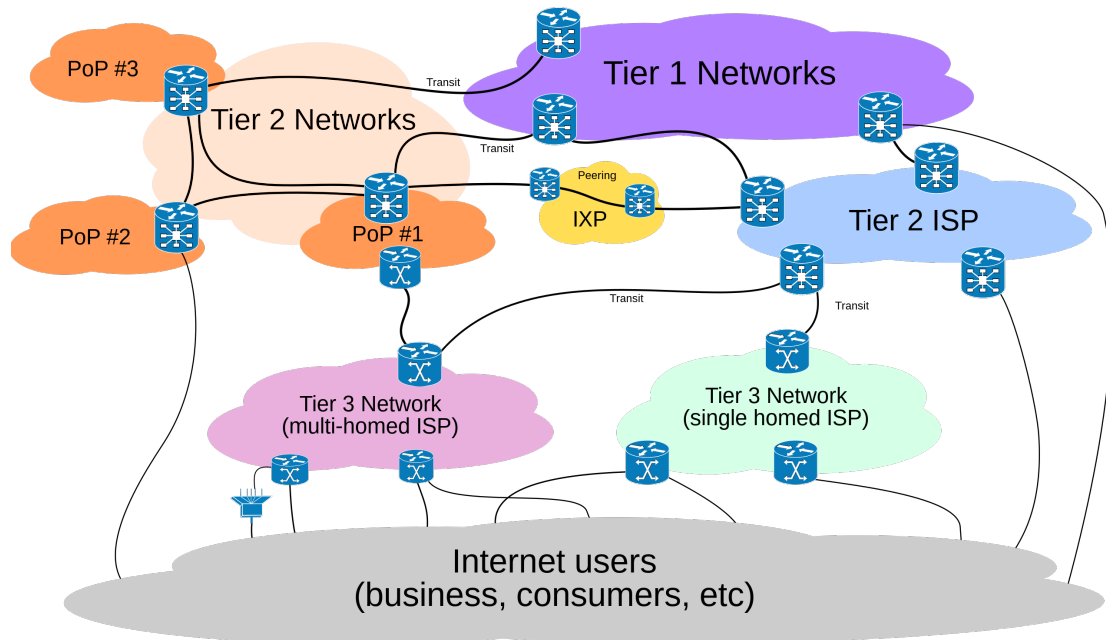 PoP #3
Transit
Tier 1 Networks
Tier 2 Networks
Transit
Peering
IXP
Tier 2 ISP
PoP #2
PoP #1
Transit
Transit
Tier 3 Network
(multi-homed ISP)
Tier 3 Network
(single homed ISP)
Internet users
(business, consumers, etc)